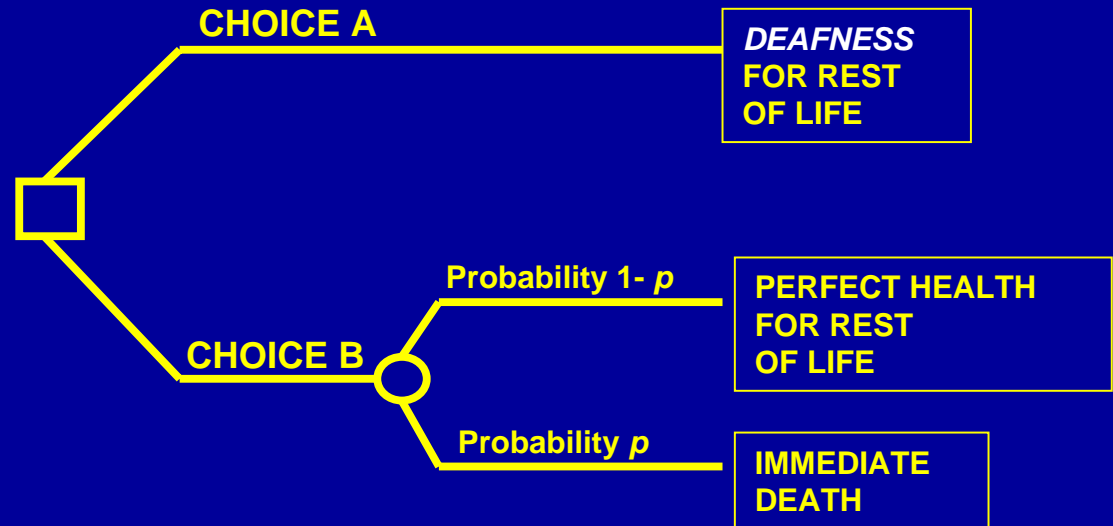 CHOICE A
DEAFNESS
FOR REST
OF LIFE
Probability 1- p
PERFECT HEALTH
FOR REST
OF LIFE
CHOICE B
Probability p
IMMEDIATE
DEATH